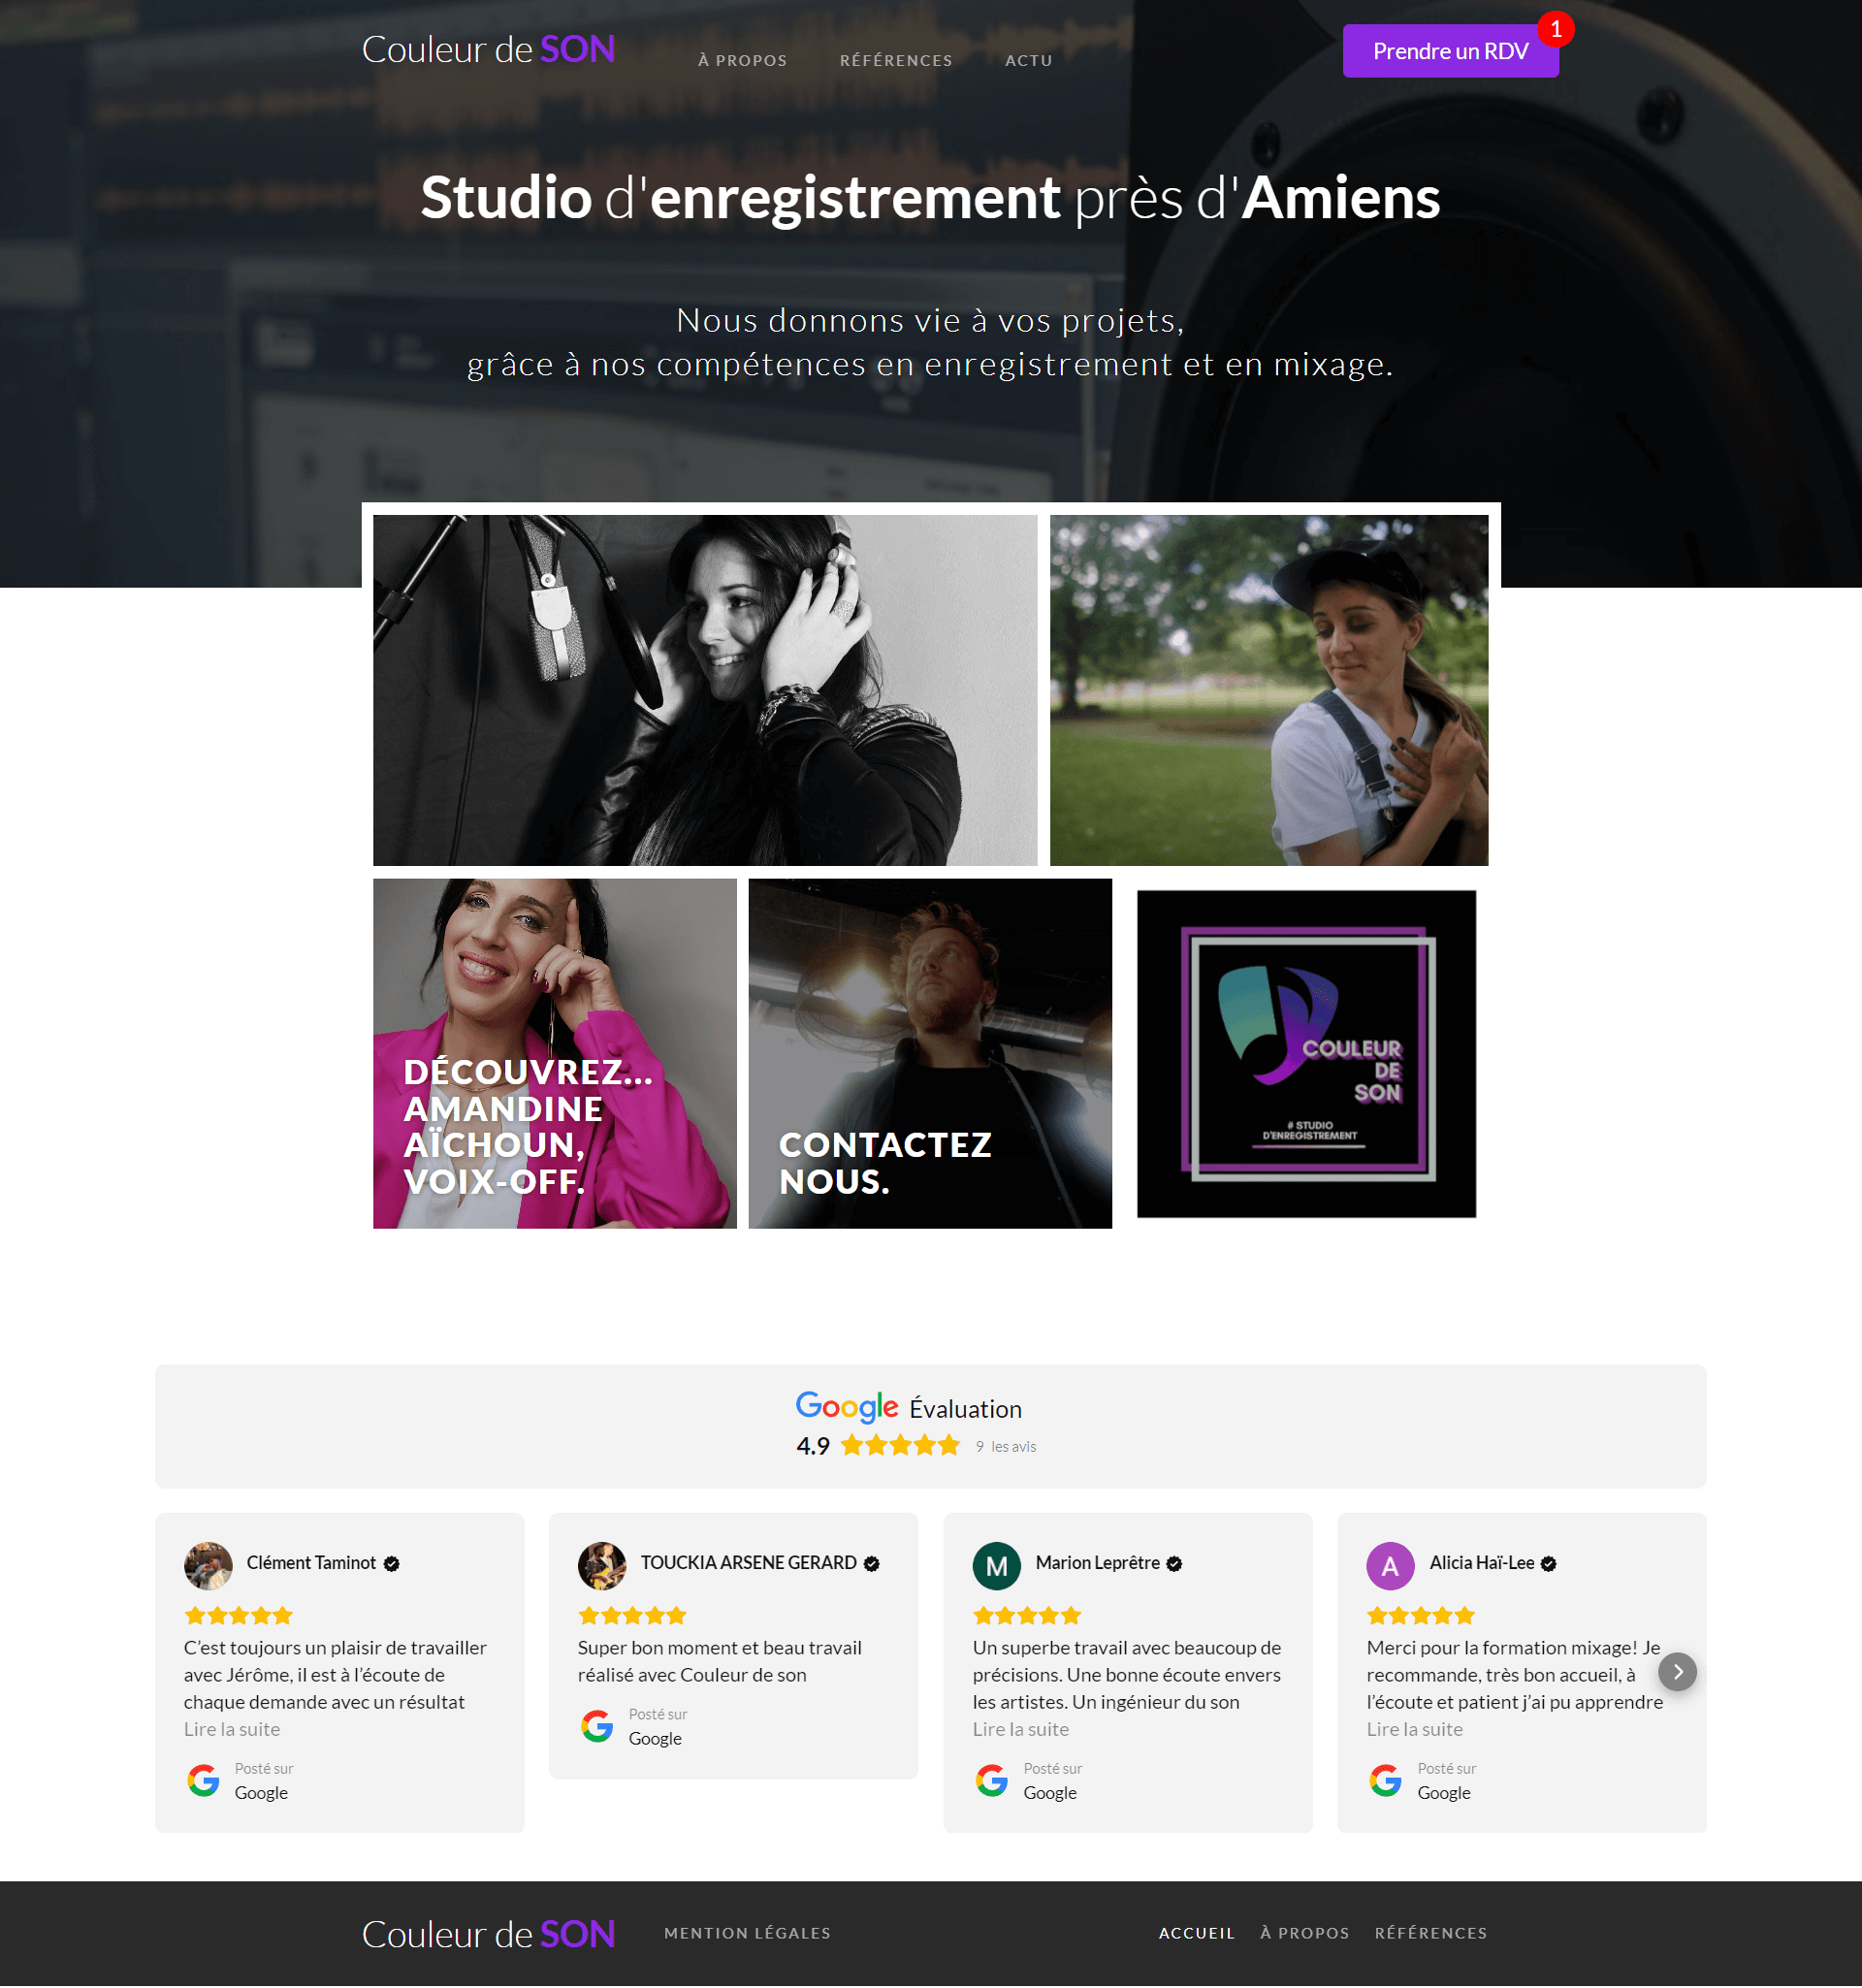 Couleur de SON
À PROPOS
RÉFÉRENCES
ACTU
Prendre un RDV
1
Studio d'enregistrement près d'Amiens
Nous donnons vie à vos projets,
grâce à nos compétences en enregistrement et en mixage.
DÉCOUVREZ...
AMANDINE
AÏCHOUN,
VOIX-OFF.
CONTACTEZ
NOUS.
COULEUR
DE
SON
# STUDIO
D'ENREGISTREMENT
Google Évaluation
4.9
9 les avis
Clément Taminot
C’est toujours un plaisir de travailler
avec Jérôme, il est à l’écoute de
chaque demande avec un résultat
Lire la suite
Posté sur
Google
TOUCKIA ARSENE GERARD
Super bon moment et beau travail
réalisé avec Couleur de son
Posté sur
Google
M
Marion Leprêtre
Un superbe travail avec beaucoup de
précisions. Une bonne écoute envers
les artistes. Un ingénieur du son
Lire la suite
Posté sur
Google
A
Alicia Haï-Lee
Merci pour la formation mixage! Je
recommande, très bon accueil, à
l’écoute et patient j’ai pu apprendre
Lire la suite
Posté sur
Google
Couleur de SON
MENTION LÉGALES
ACCUEIL
À PROPOS
RÉFÉRENCES